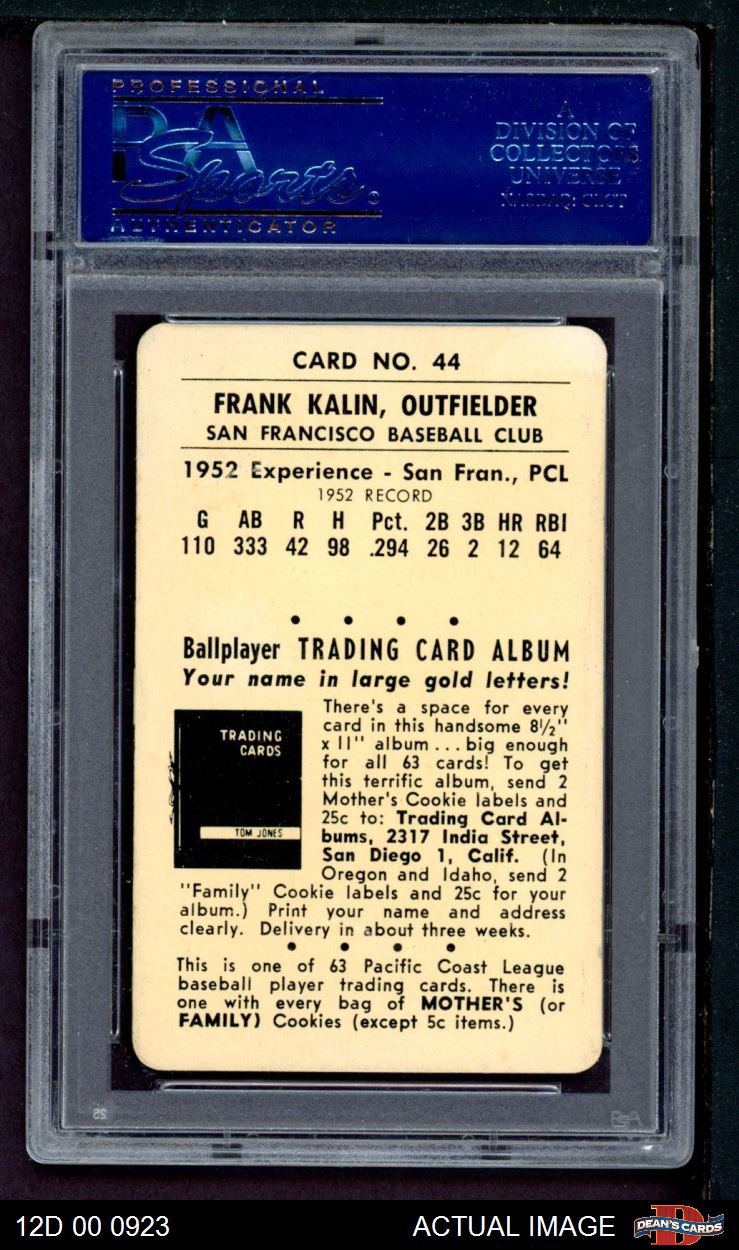 PROFESSIONAL
PSA
Sports
AUTHENTICATOR
A
DIVISION OF
COLLECTORS
UNIVERSE
NASDAQ: CLCT
CARD NO. 44
FRANK KALIN, OUTFIELDER
SAN FRANCISCO BASEBALL CLUB
1952 Experience - San Fran., PCL
1952 RECORD
G AB R H Pct. 2B 3B HR RBI
110 333 42 98 .294 26 2 12 64
• • • •
Ballplayer TRADING CARD ALBUM
Your name in large gold letters!
TRADING
CARDS
TOM JONES
There's a space for every
card in this handsome 8½"
x 11" album . . . big enough
for all 63 cards! To get
this terrific album, send 2
Mother's Cookie labels and
25c to: Trading Card Al-
bums, 2317 India Street,
San Diego 1, Calif. (In
Oregon and Idaho, send 2
"Family" Cookie labels and 25c for your
album.) Print your name and address
clearly. Delivery in about three weeks.
• • • •
This is one of 63 Pacific Coast League
baseball player trading cards. There is
one with every bag of MOTHER'S (or
FAMILY) Cookies (except 5c items.)
25
PSA
12D 00 0923
ACTUAL IMAGE
DEAN'S CARDS